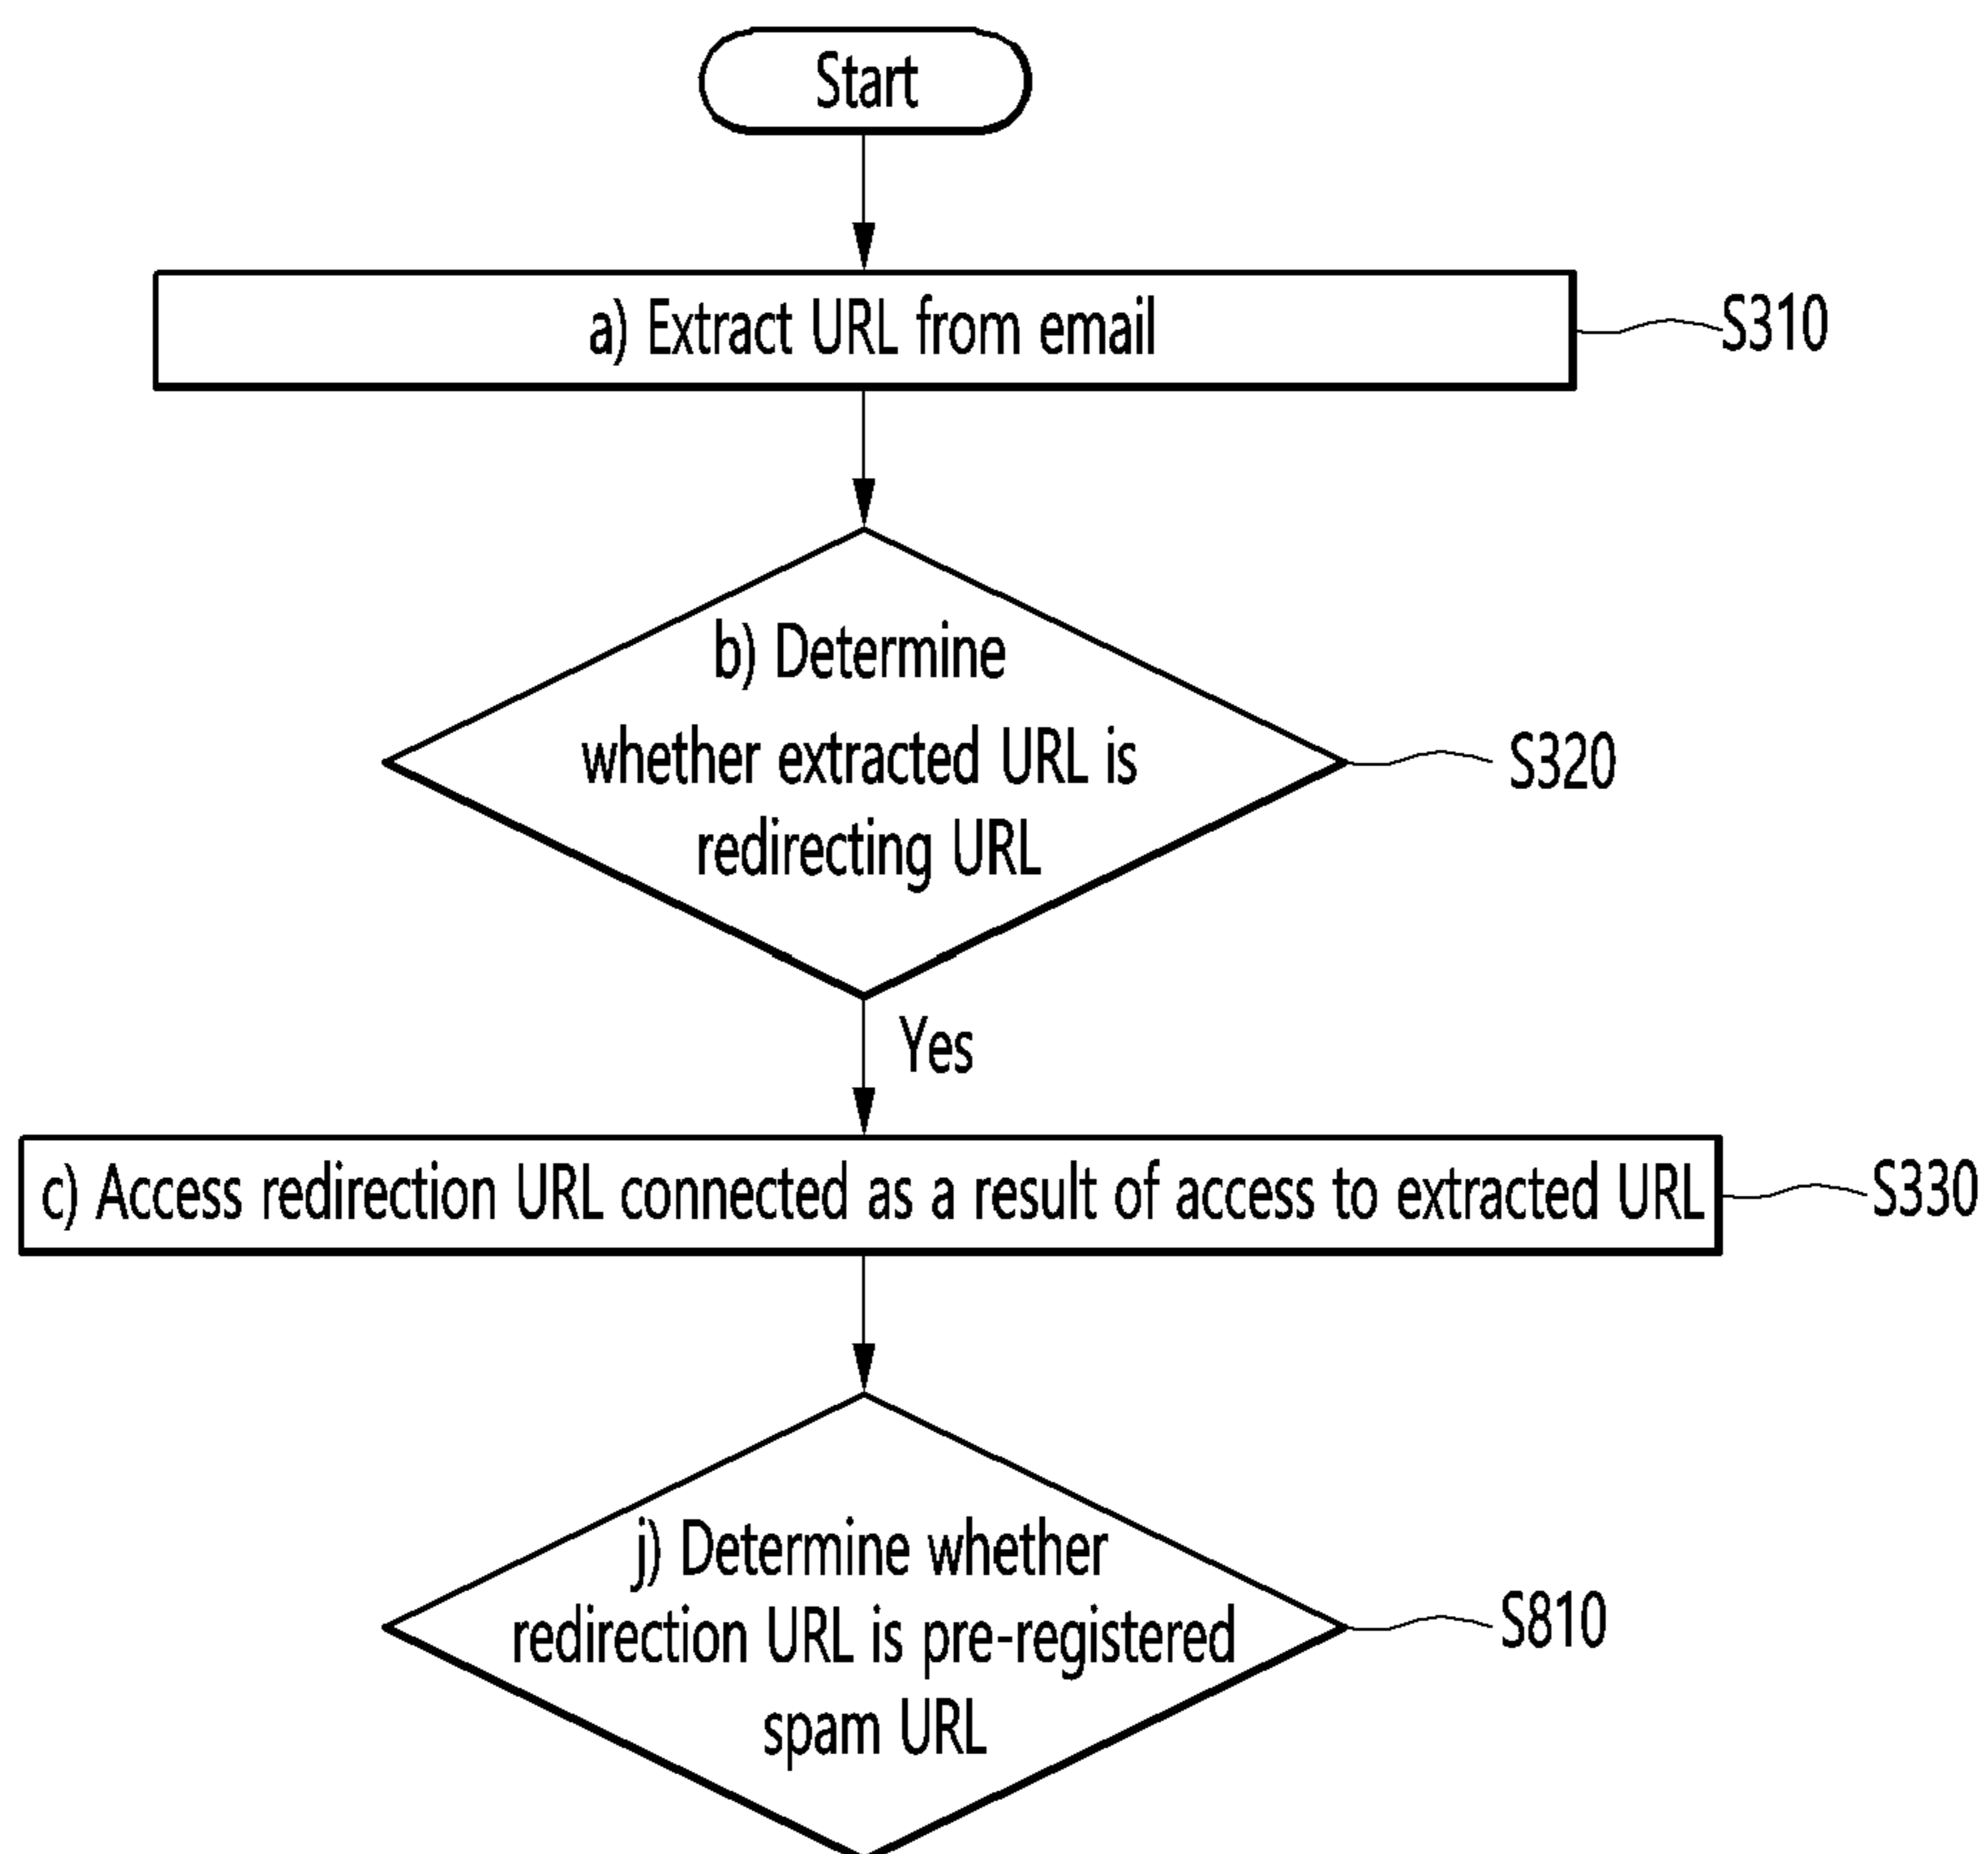 Start
a) Extract URL from email
S310
b) Determine
whether extracted URL is
redirecting URL
S320
Yes
c) Access redirection URL connected as a result of access to extracted URL
S330
j) Determine whether
redirection URL is pre-registered
spam URL
S810